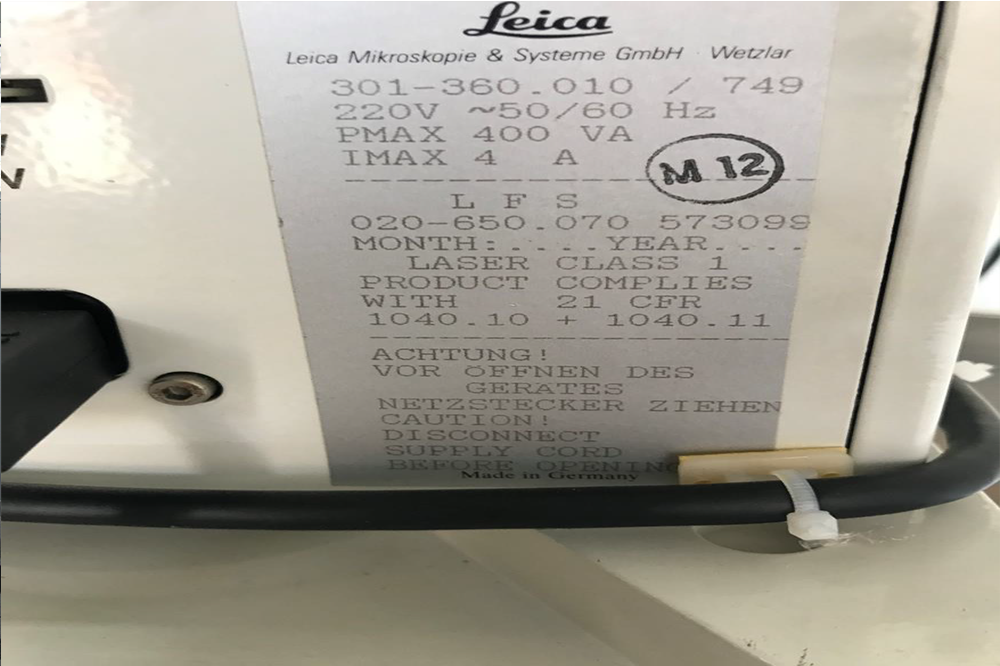 Leica
Leica Mikroskopie & Systeme GmbH Wetzlar
301-360.010 / 749
220V ~50/60 Hz
PMAX 400 VA
IMAX 4 A
M 12
L F S
020-650.070 573099
MONTH:.....YEAR....
LASER CLASS 1
PRODUCT COMPLIES
WITH 21 CFR
1040.10 + 1040.11
ACHTUNG!
VOR ÖFFNEN DES
GERATES
NETZSTECKER ZIEHEN
CAUTION!
DISCONNECT
SUPPLY CORD
BEFORE OPENING
Made in Germany